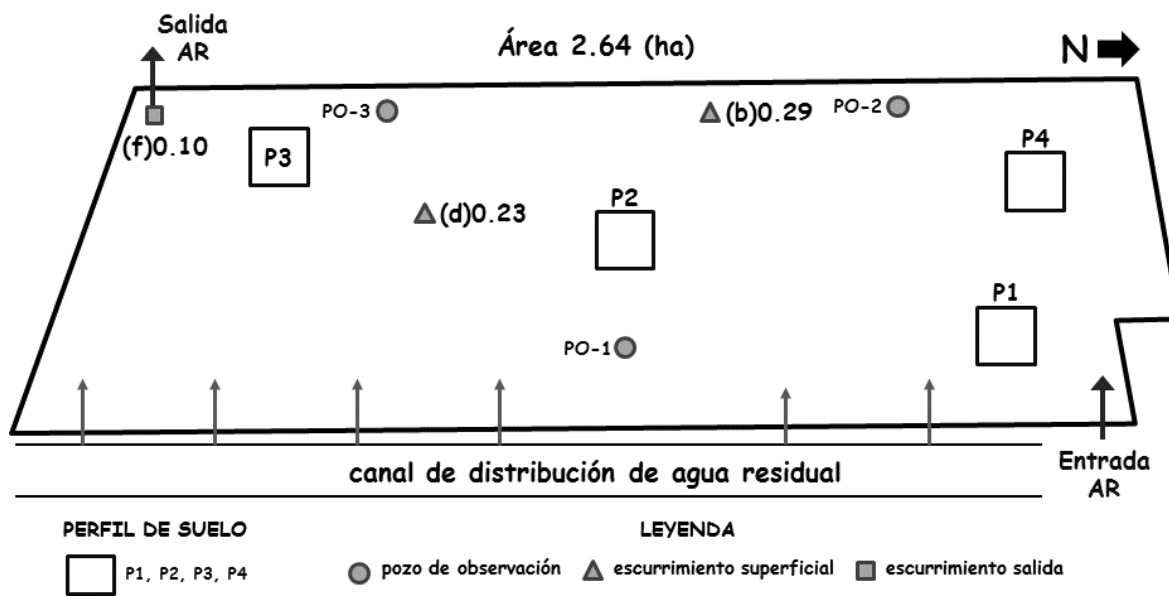 Salida
AR
Área 2.64 (ha)
N
PO-3
(b)0.29
PO-2
(f)0.10
P3
P4
(d)0.23
P2
P1
PO-1
canal de distribución de agua residual
Entrada
AR
PERFIL DE SUELO
LEYENDA
P1, P2, P3, P4
pozo de observación
escurrimiento superficial
escurrimiento salida